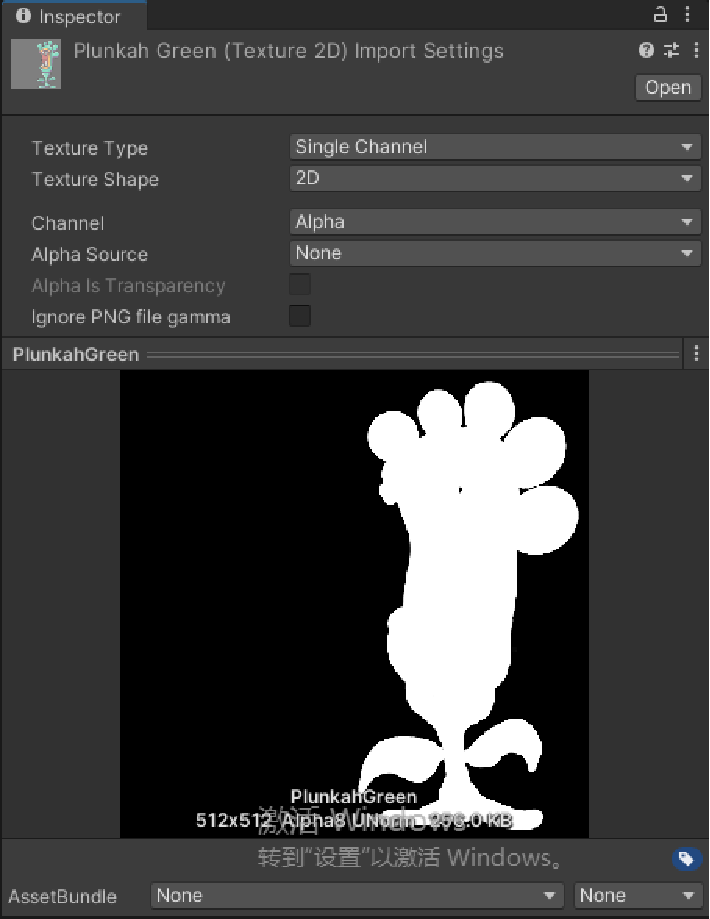 Inspector
Plunkah Green (Texture 2D) Import Settings
Open
Texture Type Single Channel
Texture Shape 2D
Channel Alpha
Alpha Source None
Alpha Is Transparency
Ignore PNG file gamma
PlunkahGreen
PlunkahGreen
512x512 Alpha8 UNorm 256.0 KB
激活 Windows
转到"设置"以激活 Windows。
AssetBundle None None